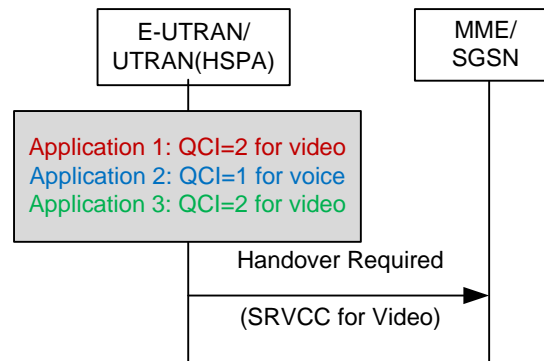 E-UTRAN/
UTRAN(HSPA)
MME/
SGSN
Application 1: QCI=2 for video
Application 2: QCI=1 for voice
Application 3: QCI=2 for video
Handover Required
(SRVCC for Video)